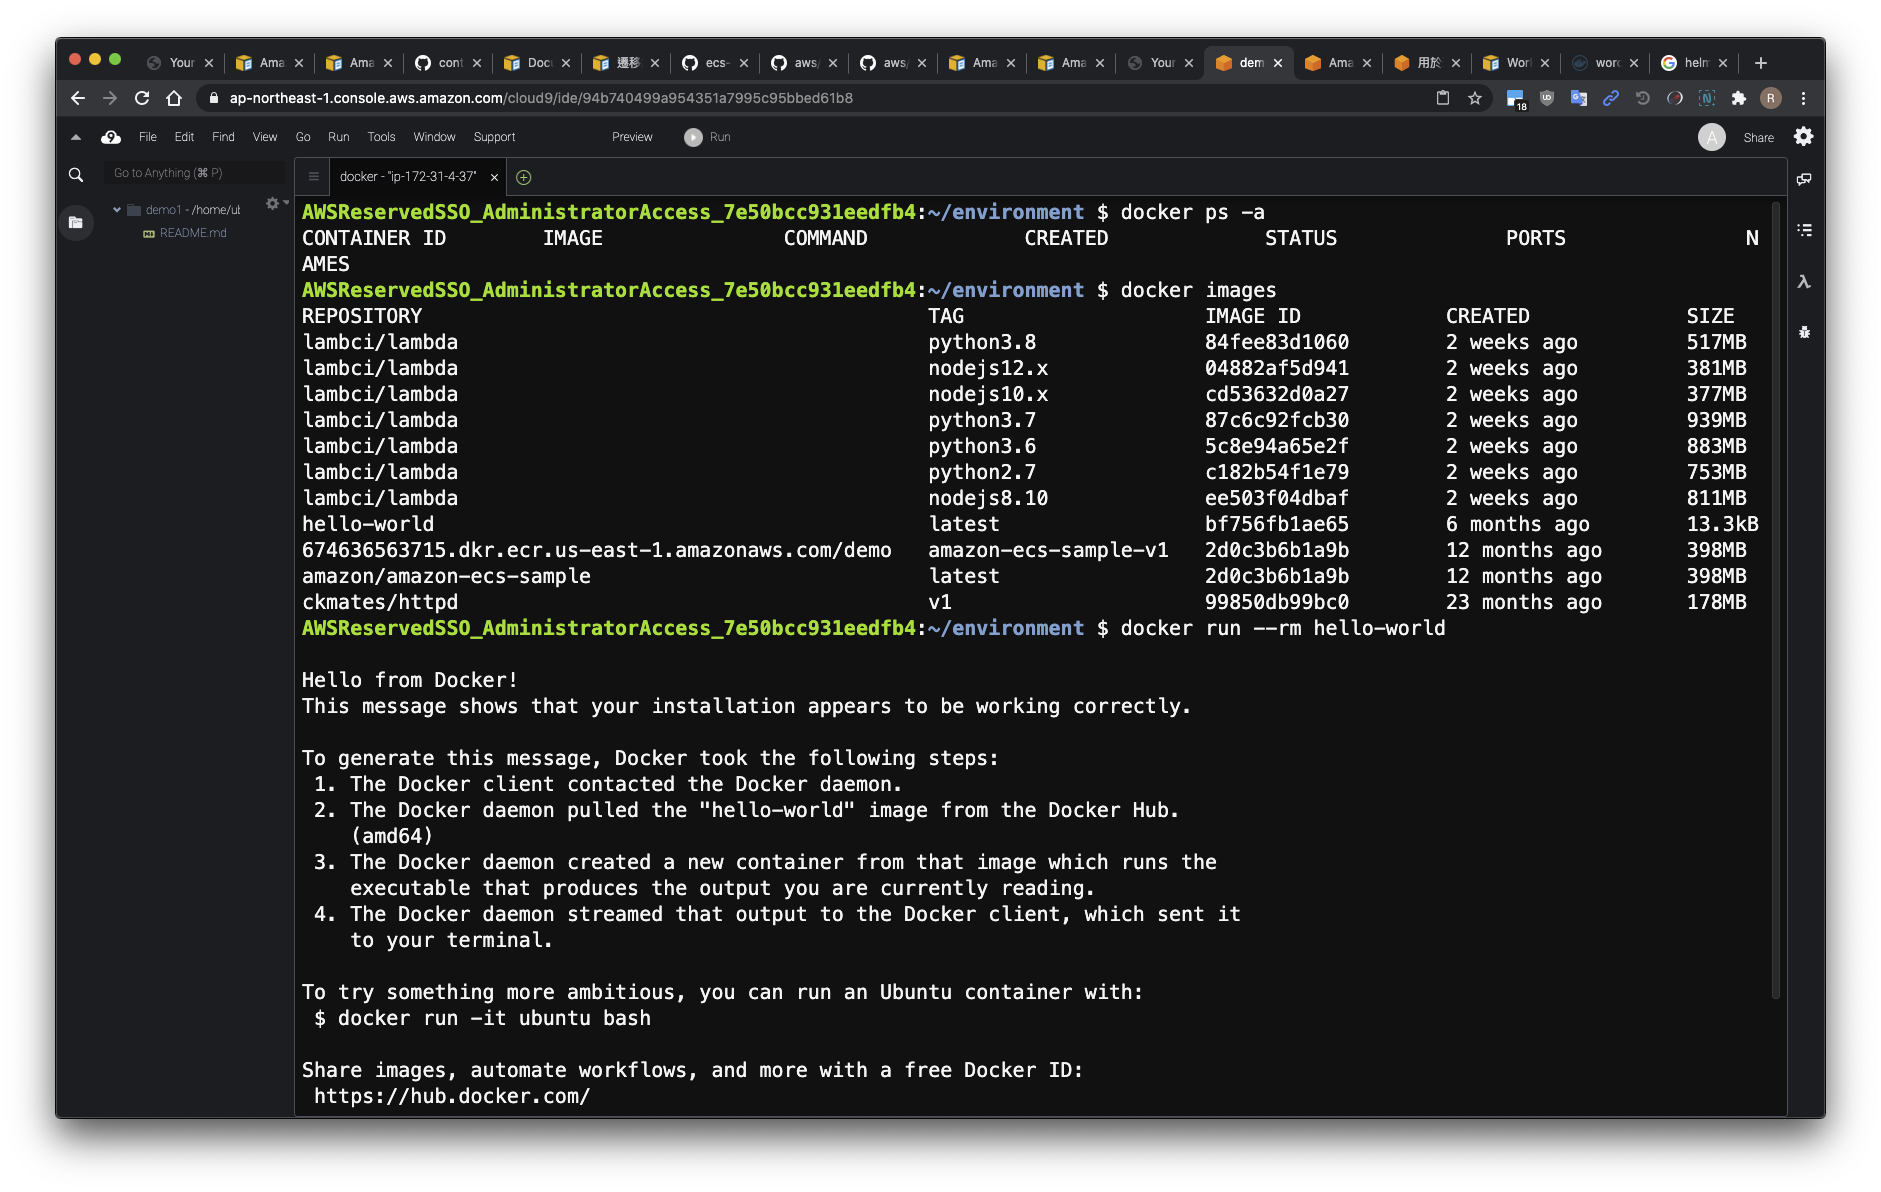 Your Ama Ama cont Docu 遷移 ecs- aws/ aws/ Ama Ama Your dem Ama 用於 Work word helm
ap-northeast-1.console.aws.amazon.com/cloud9/ide/94b740499a954351a7995c95bbed61b8 18 R
9 File Edit Find View Go Run Tools Window Support Preview Run A Share
Go to Anything (⌘ P)
docker - "ip-172-31-4-37"
demo1 - /home/ub
README.md
AWSReservedSSO_AdministratorAccess_7e50bcc931eedfb4:~/environment $ docker ps -a
CONTAINER ID IMAGE COMMAND CREATED STATUS PORTS N
AMES
AWSReservedSSO_AdministratorAccess_7e50bcc931eedfb4:~/environment $ docker images
REPOSITORY TAG IMAGE ID CREATED SIZE
lambci/lambda python3.8 84fee83d1060 2 weeks ago 517MB
lambci/lambda nodejs12.x 04882af5d941 2 weeks ago 381MB
lambci/lambda nodejs10.x cd53632d0a27 2 weeks ago 377MB
lambci/lambda python3.7 87c6c92fcb30 2 weeks ago 939MB
lambci/lambda python3.6 5c8e94a65e2f 2 weeks ago 883MB
lambci/lambda python2.7 c182b54f1e79 2 weeks ago 753MB
lambci/lambda nodejs8.10 ee503f04dbaf 2 weeks ago 811MB
hello-world latest bf756fb1ae65 6 months ago 13.3kB
674636563715.dkr.ecr.us-east-1.amazonaws.com/demo amazon-ecs-sample-v1 2d0c3b6b1a9b 12 months ago 398MB
amazon/amazon-ecs-sample latest 2d0c3b6b1a9b 12 months ago 398MB
ckmates/httpd v1 99850db99bc0 23 months ago 178MB
AWSReservedSSO_AdministratorAccess_7e50bcc931eedfb4:~/environment $ docker run --rm hello-world
Hello from Docker!
This message shows that your installation appears to be working correctly.
To generate this message, Docker took the following steps:
1. The Docker client contacted the Docker daemon.
2. The Docker daemon pulled the "hello-world" image from the Docker Hub.
(amd64)
3. The Docker daemon created a new container from that image which runs the
executable that produces the output you are currently reading.
4. The Docker daemon streamed that output to the Docker client, which sent it
to your terminal.
To try something more ambitious, you can run an Ubuntu container with:
$ docker run -it ubuntu bash
Share images, automate workflows, and more with a free Docker ID:
https://hub.docker.com/